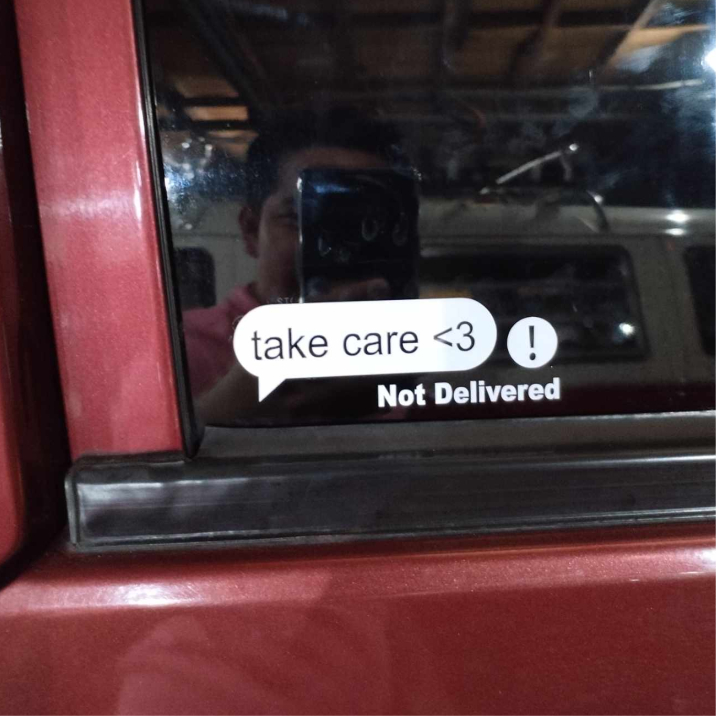 take care <3 !
Not Delivered